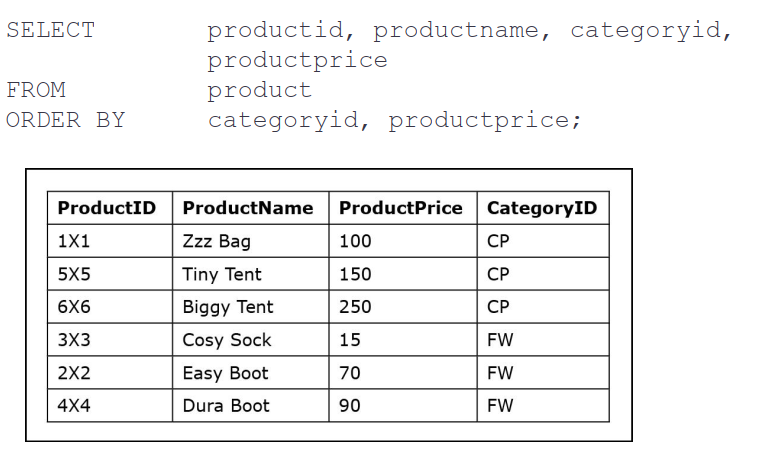 SELECT productid, productname, categoryid,
productprice
FROM product
ORDER BY categoryid, productprice;
ProductID ProductName ProductPrice CategoryID
1X1 Zzz Bag 100 CP
5X5 Tiny Tent 150 CP
6X6 Biggy Tent 250 CP
3X3 Cosy Sock 15 FW
2X2 Easy Boot 70 FW
4X4 Dura Boot 90 FW